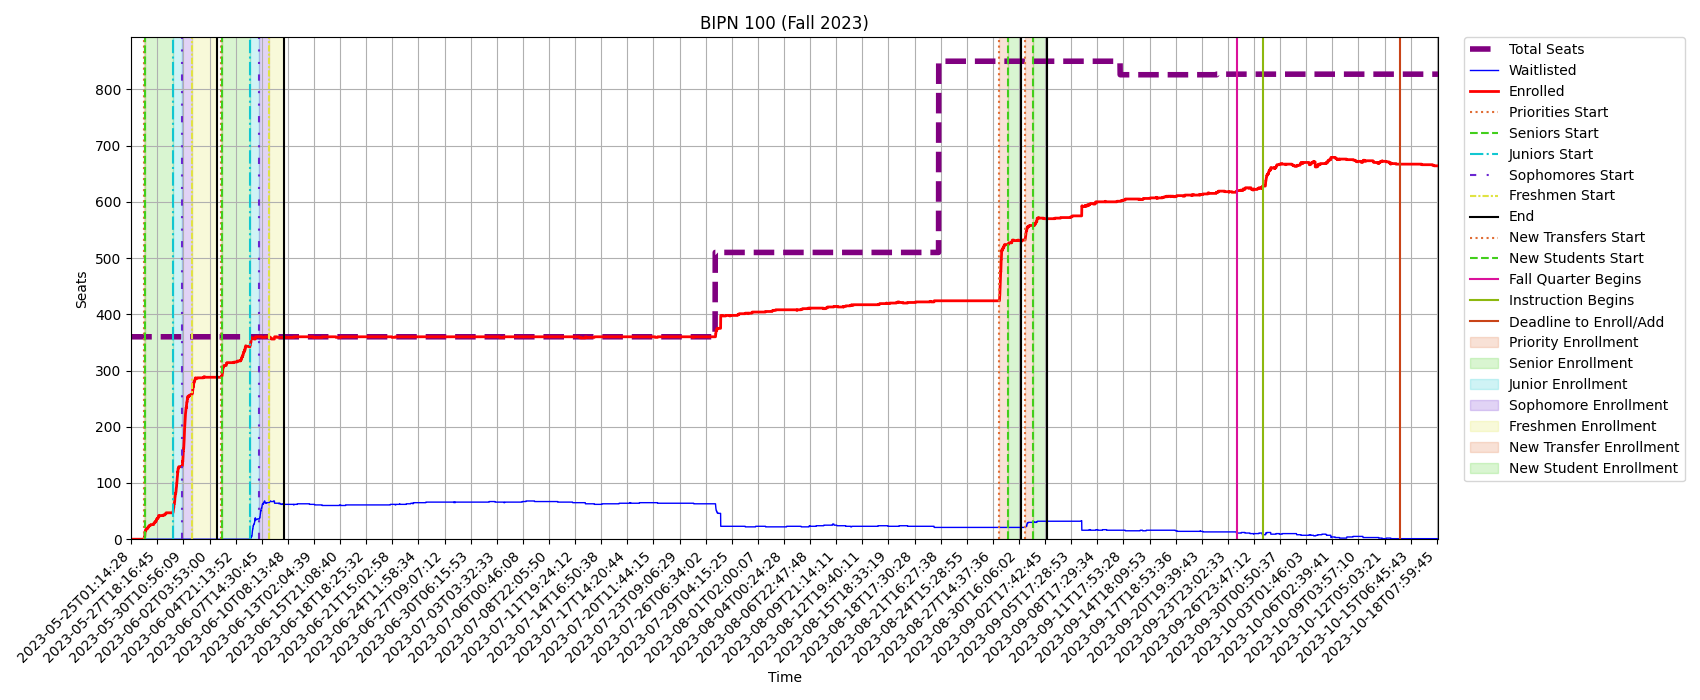 BIPN 100 (Fall 2023)
Seats
800
700
600
500
400
300
200
100
0
2023-05-25T01:14:28
2023-05-27T18:16:45
2023-05-30T10:56:09
2023-06-02T03:53:00
2023-06-04T21:13:52
2023-06-07T14:30:45
2023-06-10T08:13:48
2023-06-13T02:04:39
2023-06-15T21:08:40
2023-06-18T18:25:32
2023-06-21T15:02:58
2023-06-24T11:58:34
2023-06-27T09:07:12
2023-06-30T06:15:53
2023-07-03T03:32:33
2023-07-06T00:46:08
2023-07-08T22:05:50
2023-07-11T19:24:12
2023-07-14T16:50:38
2023-07-17T14:20:44
2023-07-20T11:44:15
2023-07-23T09:06:29
2023-07-26T06:34:02
2023-07-29T04:15:25
2023-08-01T02:00:07
2023-08-04T00:24:28
2023-08-06T22:47:48
2023-08-09T21:14:11
2023-08-12T19:40:11
2023-08-15T18:33:19
2023-08-18T17:30:28
2023-08-21T16:27:38
2023-08-24T15:28:55
2023-08-27T14:37:36
2023-08-30T16:06:02
2023-09-02T17:42:45
2023-09-05T17:28:53
2023-09-08T17:29:34
2023-09-11T17:53:28
2023-09-14T18:09:53
2023-09-17T18:53:36
2023-09-20T19:39:43
2023-09-23T23:02:33
2023-09-26T23:47:12
2023-09-30T00:50:37
2023-10-03T01:46:03
2023-10-06T02:39:41
2023-10-09T03:57:10
2023-10-12T05:03:21
2023-10-15T06:45:43
2023-10-18T07:59:45
Time
Total Seats
Waitlisted
Enrolled
Priorities Start
Seniors Start
Juniors Start
Sophomores Start
Freshmen Start
End
New Transfers Start
New Students Start
Fall Quarter Begins
Instruction Begins
Deadline to Enroll/Add
Priority Enrollment
Senior Enrollment
Junior Enrollment
Sophomore Enrollment
Freshmen Enrollment
New Transfer Enrollment
New Student Enrollment